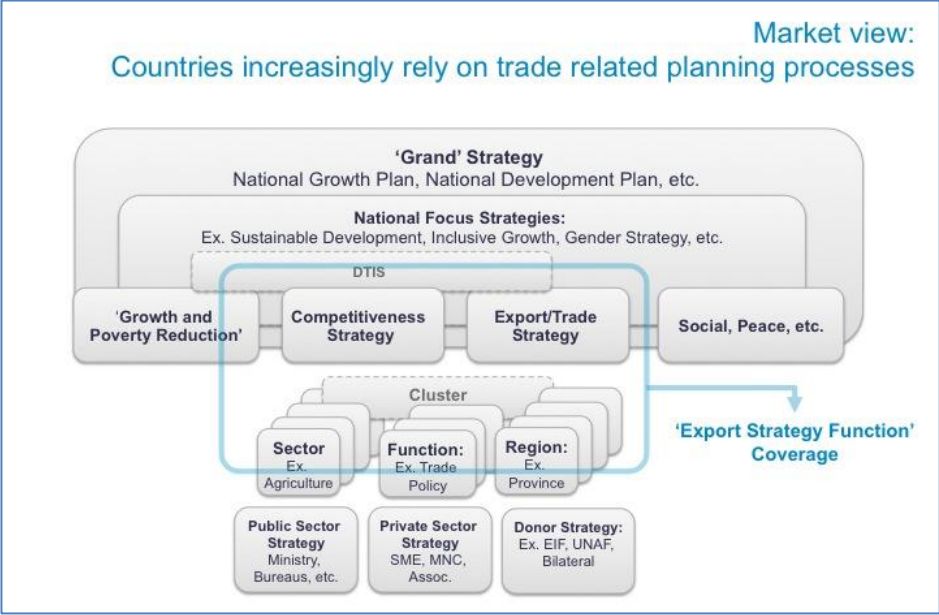 Market view:
Countries increasingly rely on trade related planning processes
‘Grand’ Strategy
National Growth Plan, National Development Plan, etc.
National Focus Strategies:
Ex. Sustainable Development, Inclusive Growth, Gender Strategy, etc.
DTIS
‘Growth and
Poverty Reduction’
Competitiveness
Strategy
Export/Trade
Strategy
Social, Peace, etc.
Cluster
Sector
Ex.
Agriculture
Function:
Ex. Trade
Policy
Region:
Ex.
Province
‘Export Strategy Function’
Coverage
Public Sector
Strategy
Ministry,
Bureaus, etc.
Private Sector
Strategy
SME, MNC,
Assoc.
Donor Strategy:
Ex. EIF, UNAF,
Bilateral